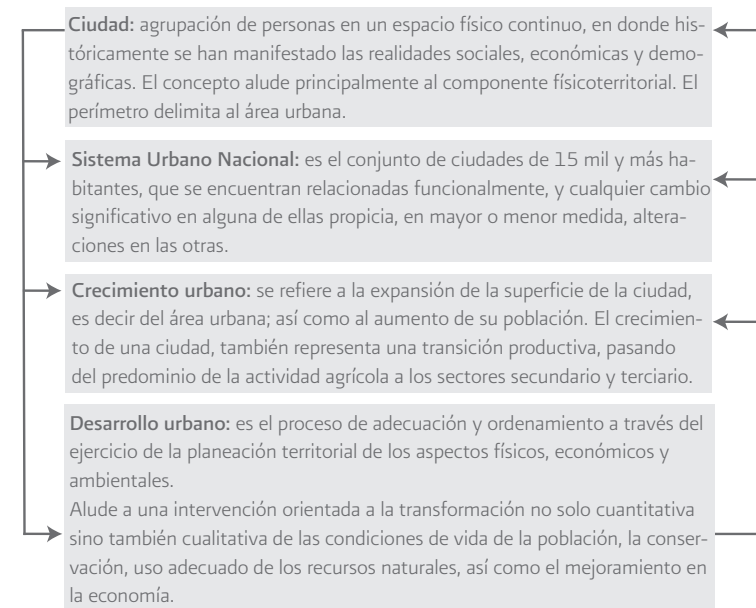 Ciudad: agrupación de personas en un espacio físico continuo, en donde his-
tóricamente se han manifestado las realidades sociales, económicas y demo-
gráficas. El concepto alude principalmente al componente físicoterritorial. El
perímetro delimita al área urbana.
Sistema Urbano Nacional: es el conjunto de ciudades de 15 mil y más ha-
bitantes, que se encuentran relacionadas funcionalmente, y cualquier cambio
significativo en alguna de ellas propicia, en mayor o menor medida, altera-
ciones en las otras.
Crecimiento urbano: se refiere a la expansión de la superficie de la ciudad,
es decir del área urbana; así como al aumento de su población. El crecimien-
to de una ciudad, también representa una transición productiva, pasando
del predominio de la actividad agrícola a los sectores secundario y terciario.
Desarrollo urbano: es el proceso de adecuación y ordenamiento a través del
ejercicio de la planeación territorial de los aspectos físicos, económicos y
ambientales.
Alude a una intervención orientada a la transformación no solo cuantitativa
sino también cualitativa de las condiciones de vida de la población, la conser-
vación, uso adecuado de los recursos naturales, así como el mejoramiento en
la economía.